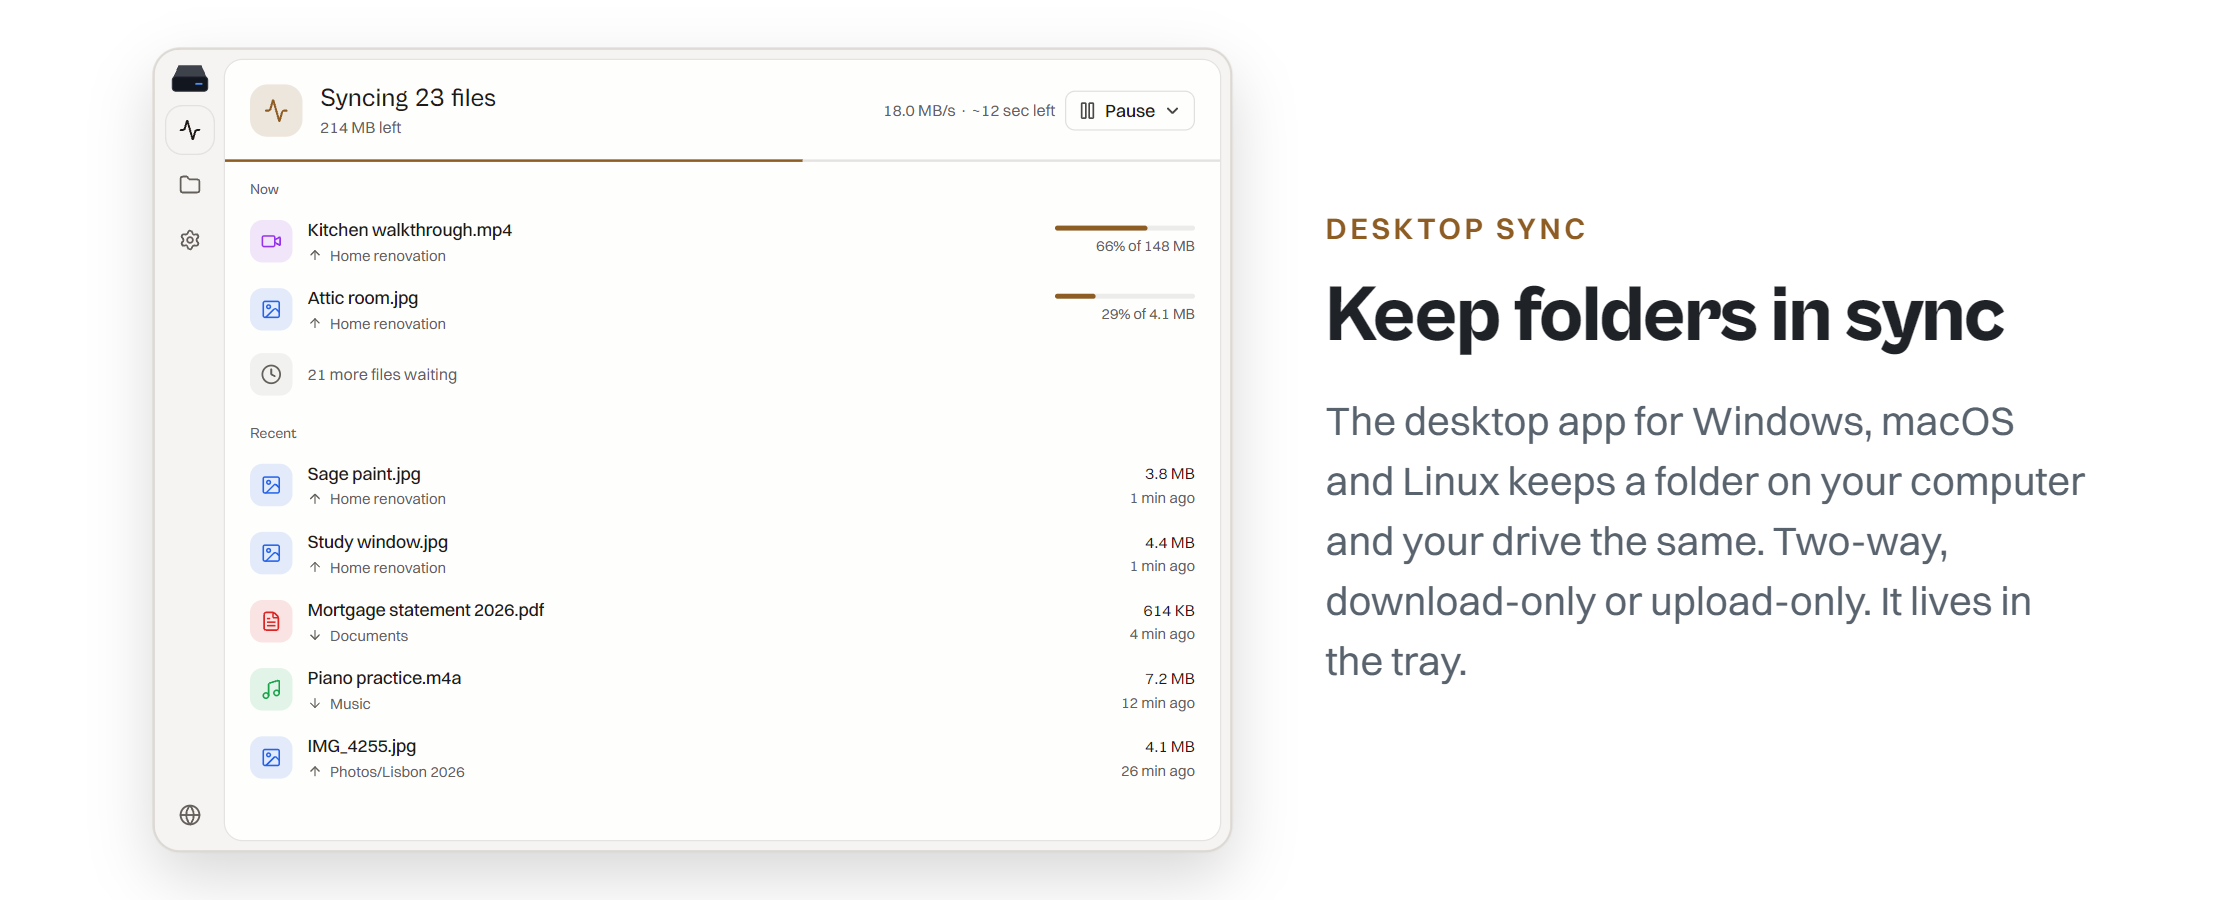 Syncing 23 files
214 MB left
18.0 MB/s · ~12 sec left
Pause
Now
Kitchen walkthrough.mp4
↑ Home renovation
66% of 148 MB
Attic room.jpg
↑ Home renovation
29% of 4.1 MB
21 more files waiting
Recent
Sage paint.jpg
↑ Home renovation
3.8 MB
1 min ago
Study window.jpg
↑ Home renovation
4.4 MB
1 min ago
Mortgage statement 2026.pdf
↓ Documents
614 KB
4 min ago
Piano practice.m4a
↓ Music
7.2 MB
12 min ago
IMG_4255.jpg
↑ Photos/Lisbon 2026
4.1 MB
26 min ago
DESKTOP SYNC
Keep folders in sync
The desktop app for Windows, macOS
and Linux keeps a folder on your computer
and your drive the same. Two-way,
download-only or upload-only. It lives in
the tray.